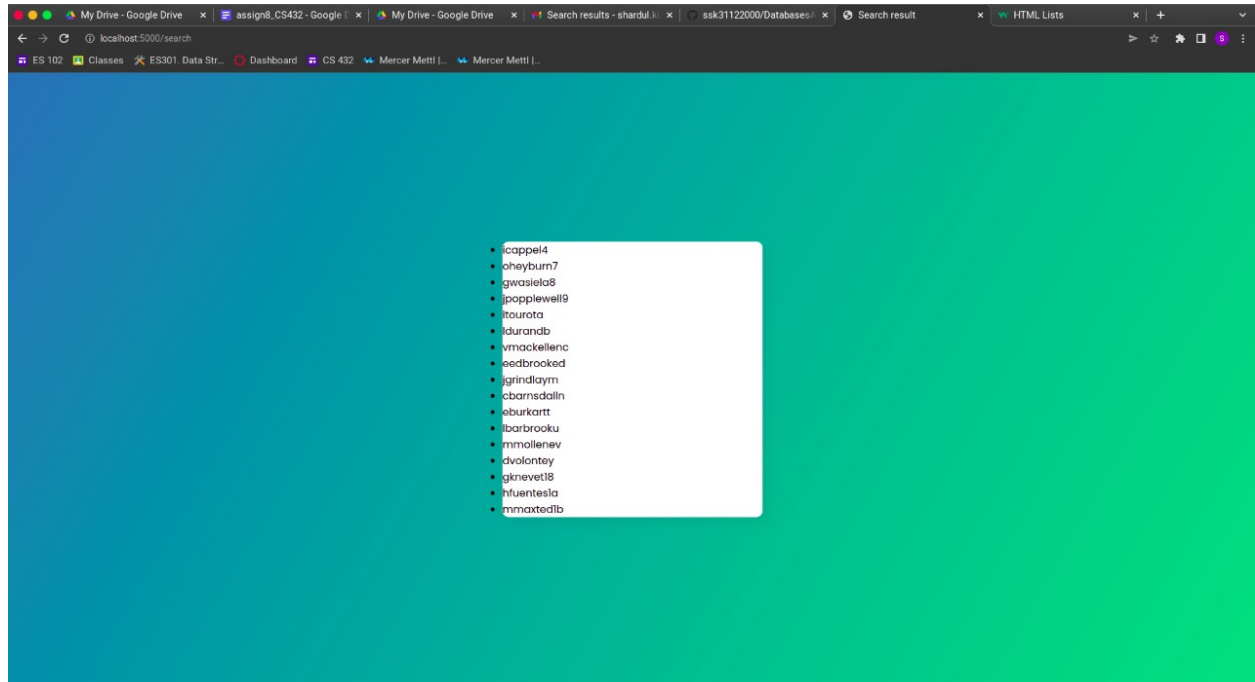 My Drive - Google Drive
assign8_CS432 - Google D
My Drive - Google Drive
Search results - shardul.k
ssk31122000/DatabasesA
Search result
HTML Lists
localhost:5000/search
ES 102 Classes ES301. Data Str... Dashboard CS 432 Mercer Mettl |... Mercer Mettl |...
icappel4
oheyburn7
gwasiela8
jpopplewell9
ltourota
ldurandb
vmackellenc
eedbrooked
jgrindlaym
cbarnsdalln
eburkartt
lbarbrooku
mmollenev
dvolontey
gknevet18
hfuentes1a
mmaxted1b